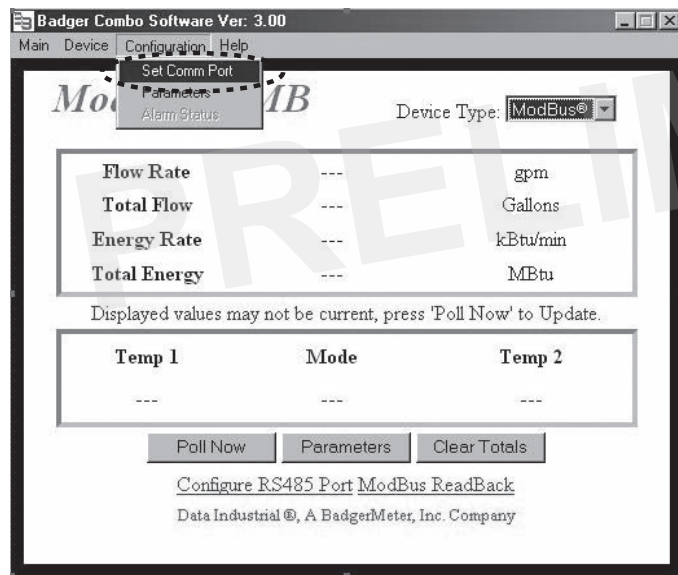 Badger Combo Software Ver: 3.00
Main Device Configuration Help
Set Comm Port
Parameters
Alarm Status
Mo MB
Device Type: ModBus®
Flow Rate --- gpm
Total Flow --- Gallons
Energy Rate --- kBtu/min
Total Energy --- MBtu
Displayed values may not be current, press 'Poll Now' to Update.
Temp 1 Mode Temp 2
--- --- ---
Poll Now Parameters Clear Totals
Configure RS485 Port ModBus ReadBack
Data Industrial ®, A BadgerMeter, Inc. Company
PRELIM